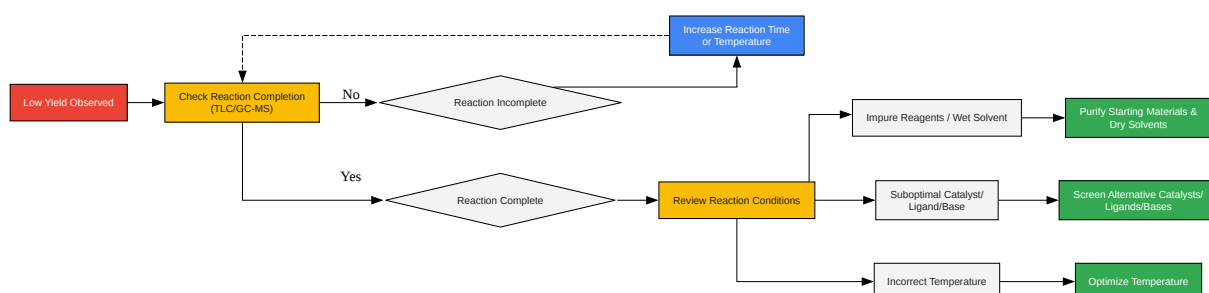 Increase Reaction Time
or Temperature
Low Yield Observed
Check Reaction Completion
(TLC/GC-MS)
No
Reaction Incomplete
Impure Reagents / Wet Solvent
Purify Starting Materials &
Dry Solvents
Yes
Reaction Complete
Review Reaction Conditions
Suboptimal Catalyst/
Ligand/Base
Screen Alternative Catalysts/
Ligands/Bases
Incorrect Temperature
Optimize Temperature